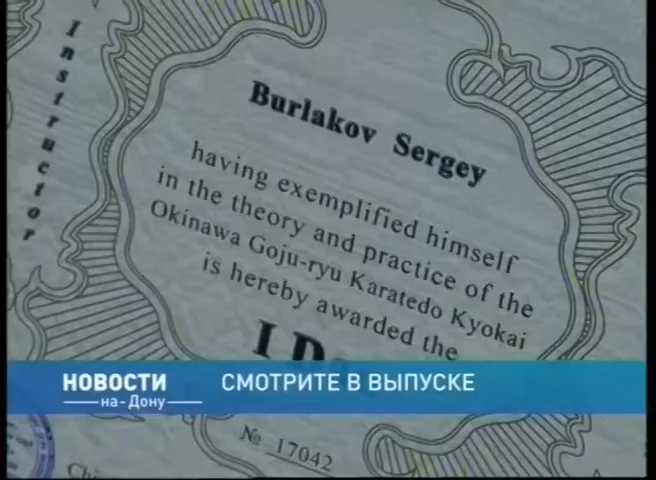 Instructor
Burlakov Sergey
having exemplified himself
in the theory and practice of the
Okinawa Goju-ryu Karatedo Kyokai
is hereby awarded the
I D
НОВОСТИ
на-Дону
СМОТРИТЕ В ВЫПУСКЕ
№ 17042